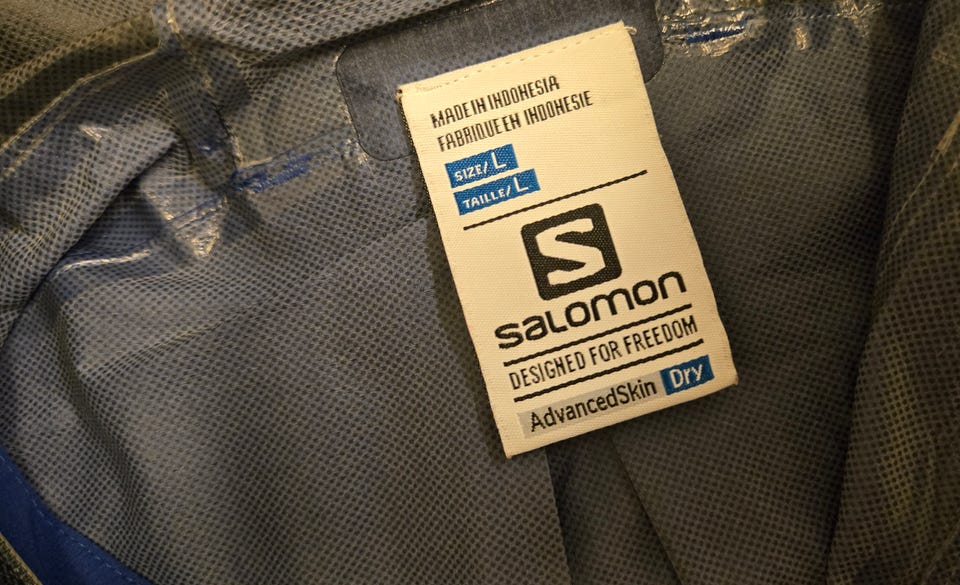 MADE IN INDONESIA
FABRIQUE EN INDONESIE
SIZE/ L
TAILLE/ L
S
SALOMON
DESIGNED FOR FREEDOM
AdvancedSkin Dry